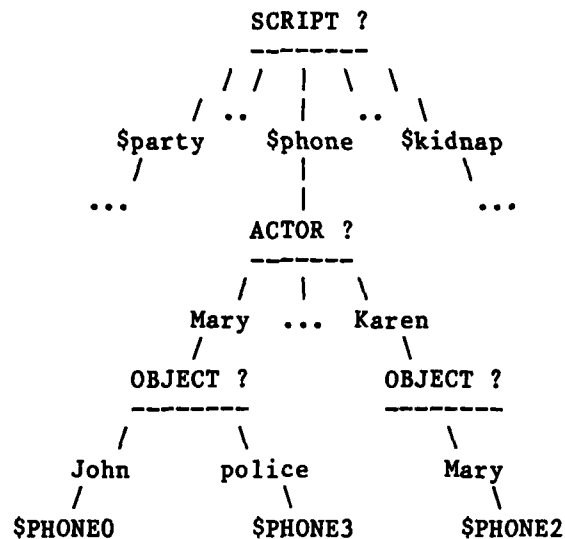 SCRIPT ?
.. ..
$party $phone $kidnap
... ...
ACTOR ?
Mary ... Karen
OBJECT ? OBJECT ?
John police Mary
$PHONE0 $PHONE3 $PHONE2